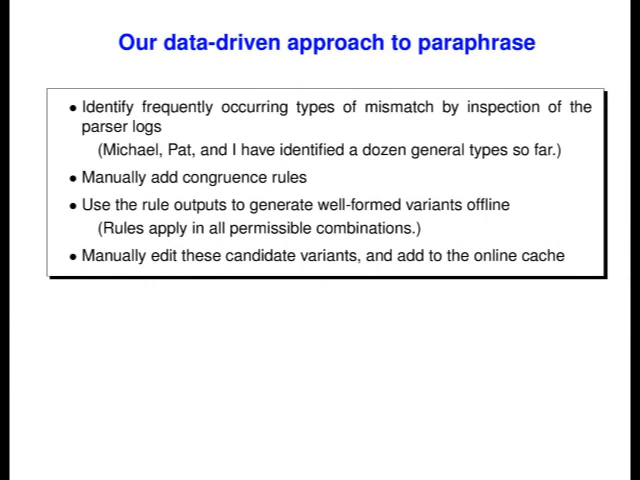 Our data-driven approach to paraphrase
• Identify frequently occurring types of mismatch by inspection of the
parser logs
(Michael, Pat, and I have identified a dozen general types so far.)
• Manually add congruence rules
• Use the rule outputs to generate well-formed variants offline
(Rules apply in all permissible combinations.)
• Manually edit these candidate variants, and add to the online cache